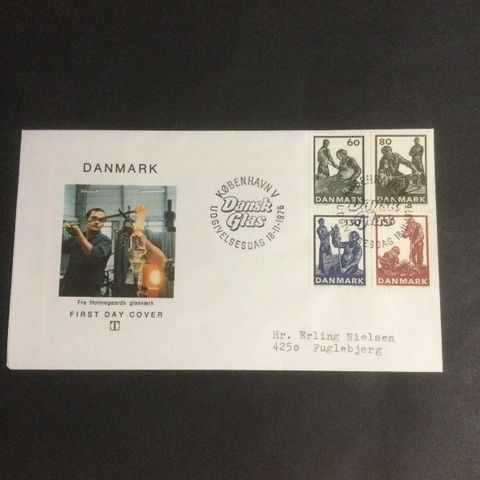 DANMARK
Fra Holmegaards glasværk
FIRST DAY COVER
KØBENHAVN V
Dansk
Glas
UDGIVELSESDAG 18-11-1976
60
DANMARK
80
DANMARK
DANMARK
DANMARK
Hr. Erling Nielsen
4250 Fuglebjerg